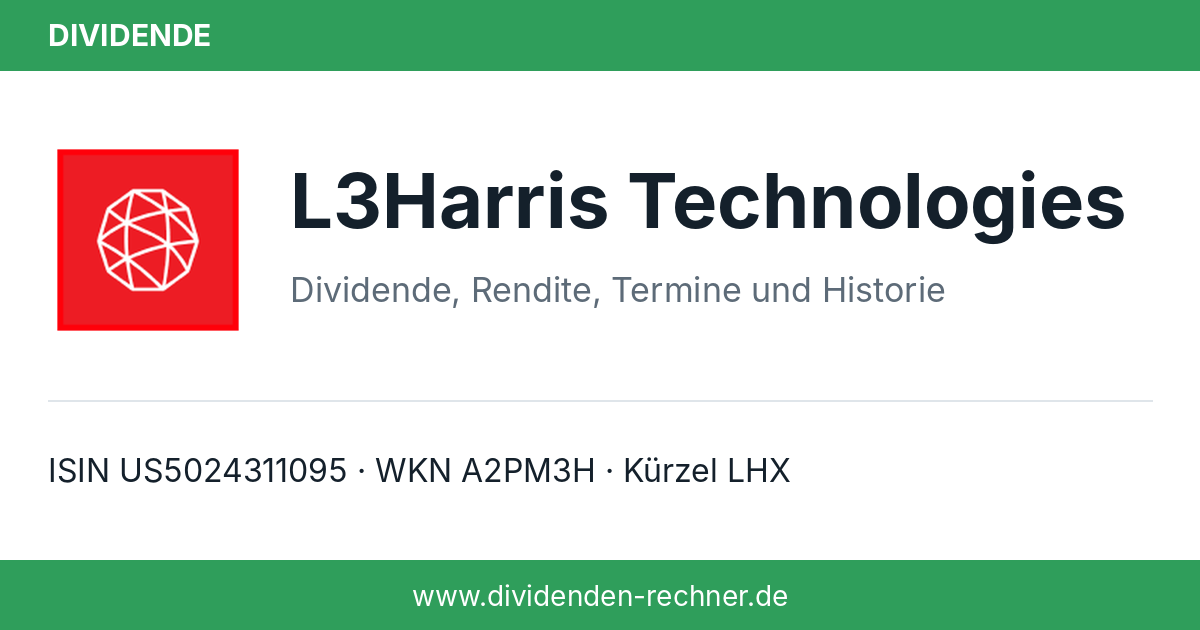 DIVIDENDE
L3Harris Technologies
Dividende, Rendite, Termine und Historie
ISIN US5024311095 · WKN A2PM3H · Kürzel LHX
www.dividenden-rechner.de